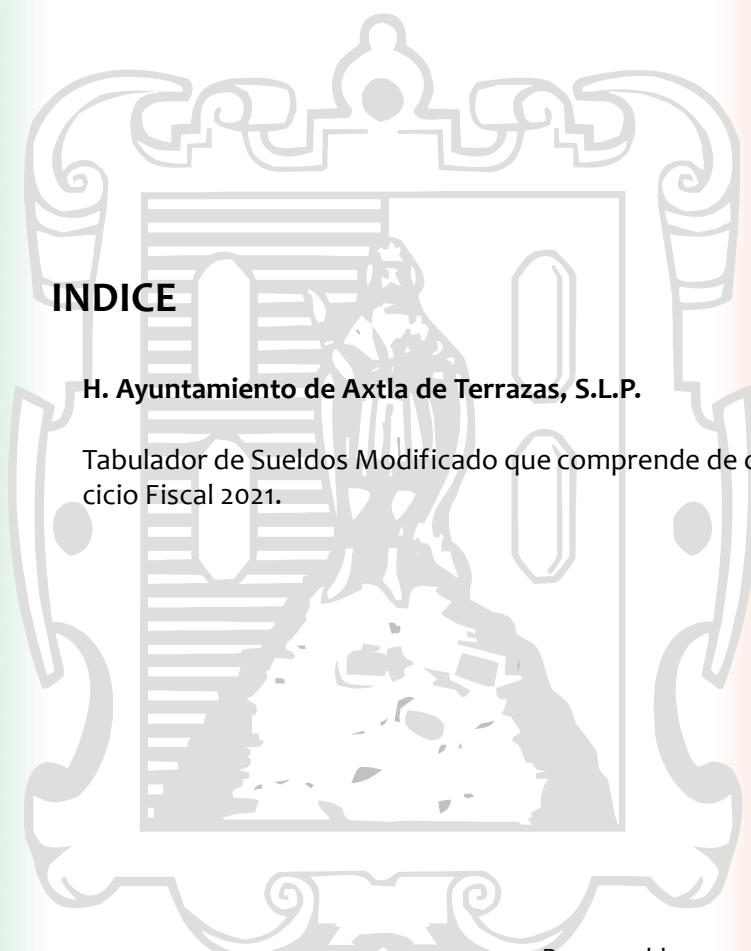 INDICE
H. Ayuntamiento de Axtla de Terrazas, S.L.P.
Tabulador de Sueldos Modificado que comprende de
cicio Fiscal 2021.